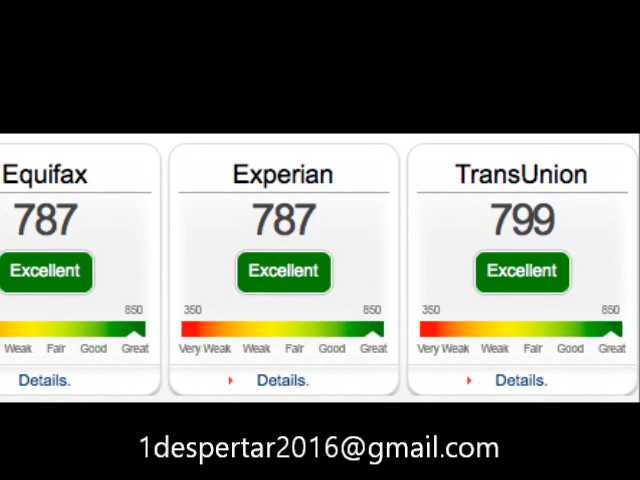 Equifax Experian TransUnion
787 787 799
Excellent Excellent Excellent
850 350 850 350 850
Weak Fair Good Great Very Weak Weak Fair Good Great Very Weak Weak Fair Good Great
Details. Details. Details.
1despertar2016@gmail.com